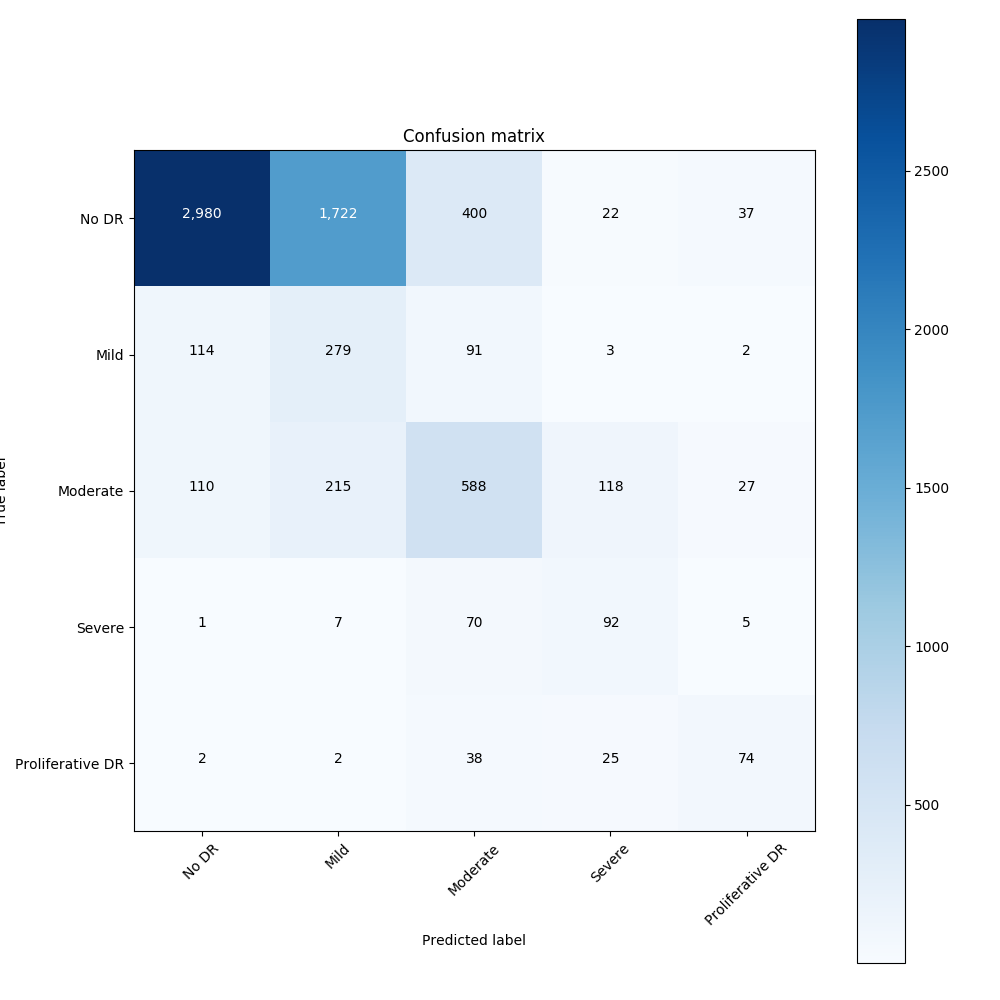 Confusion matrix
No DR 2,980 1,722 400 22 37
Mild 114 279 91 3 2
Moderate 110 215 588 118 27
Severe 1 7 70 92 5
Proliferative DR 2 2 38 25 74
No DR Mild Moderate Severe Proliferative DR
Predicted label
True label
2500
2000
1500
1000
500